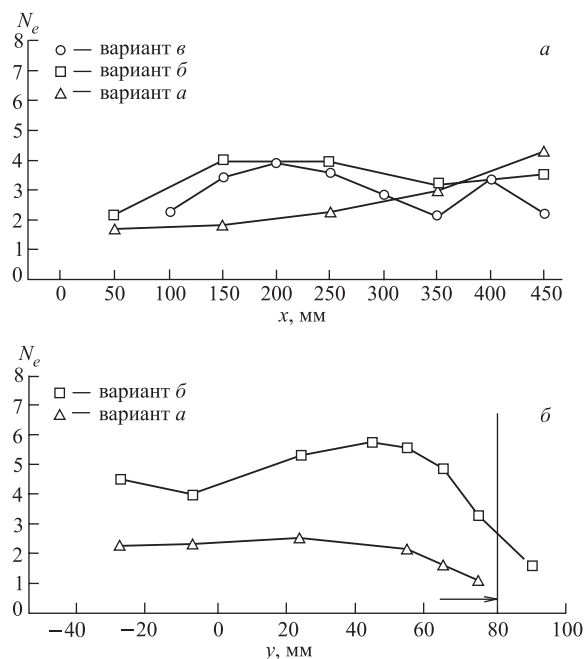 N_e
8
7
6
5
4
3
2
1
0
— вариант в
— вариант б
— вариант а
а
0 50 100 150 200 250 300 350 400 450
x, мм
N_e
8
7
6
5
4
3
2
1
0
— вариант б
— вариант а
б
−40 −20 0 20 40 60 80 100
y, мм